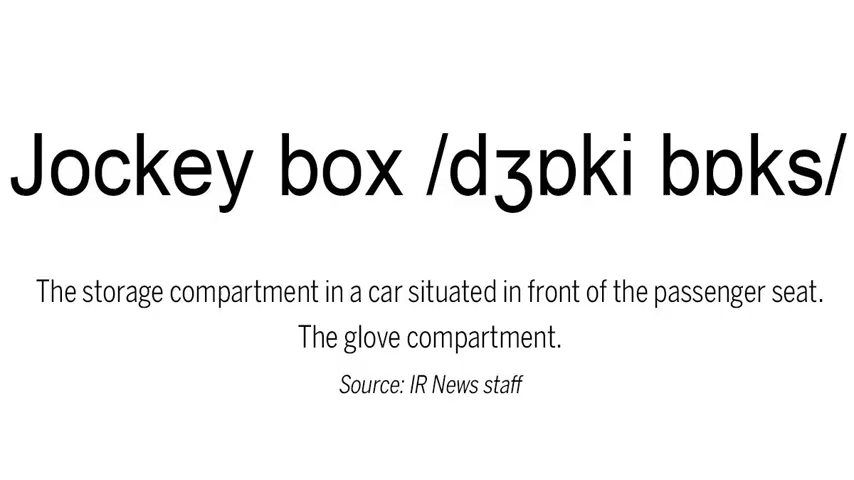 Jockey box /dʒɒki bɒks/
The storage compartment in a car situated in front of the passenger seat.
The glove compartment.
Source: IR News staff